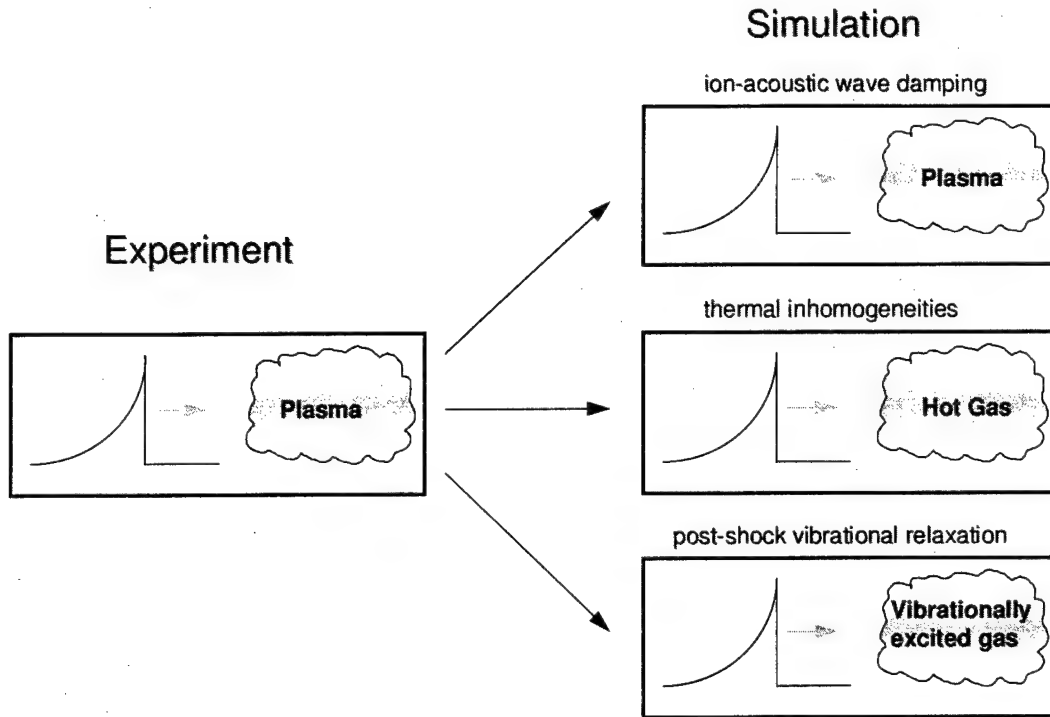 Simulation
ion-acoustic wave damping
Plasma
Experiment
thermal inhomogeneities
Plasma
Hot Gas
post-shock vibrational relaxation
Vibrationally
excited gas